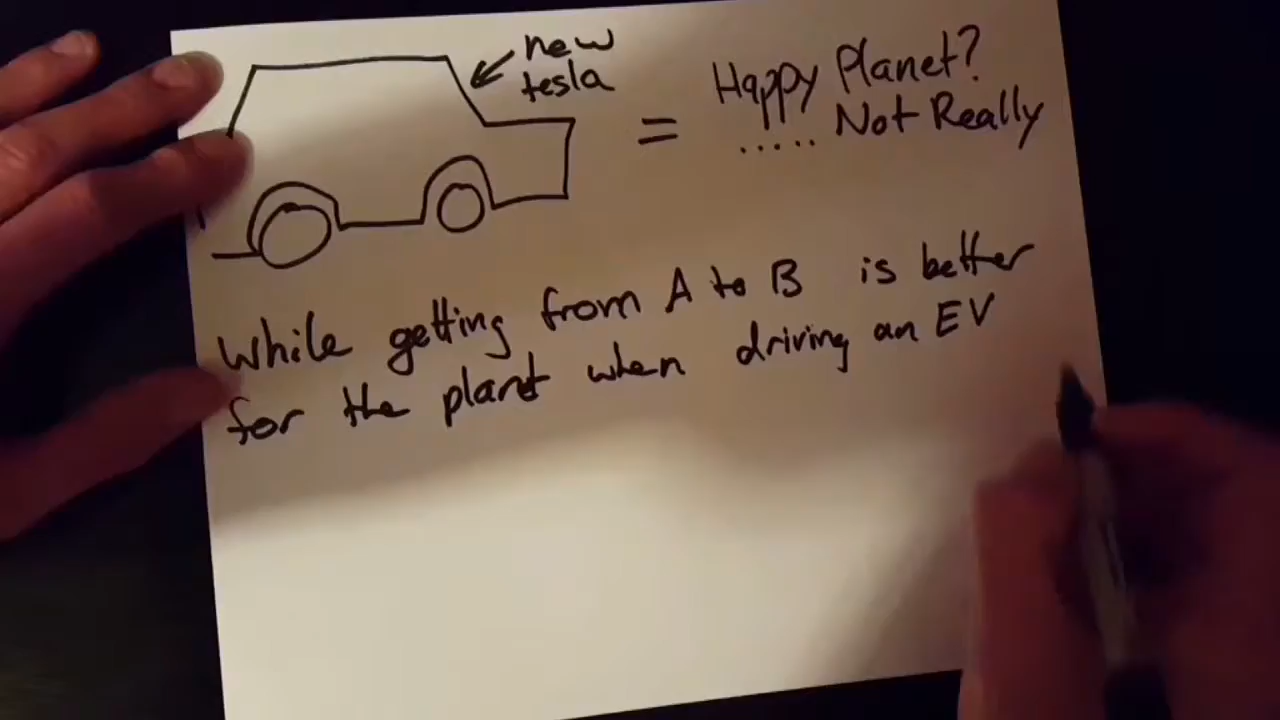 new
tesla
= Happy Planet?
..... Not Really
While getting from A to B is better
for the plant when driving an EV